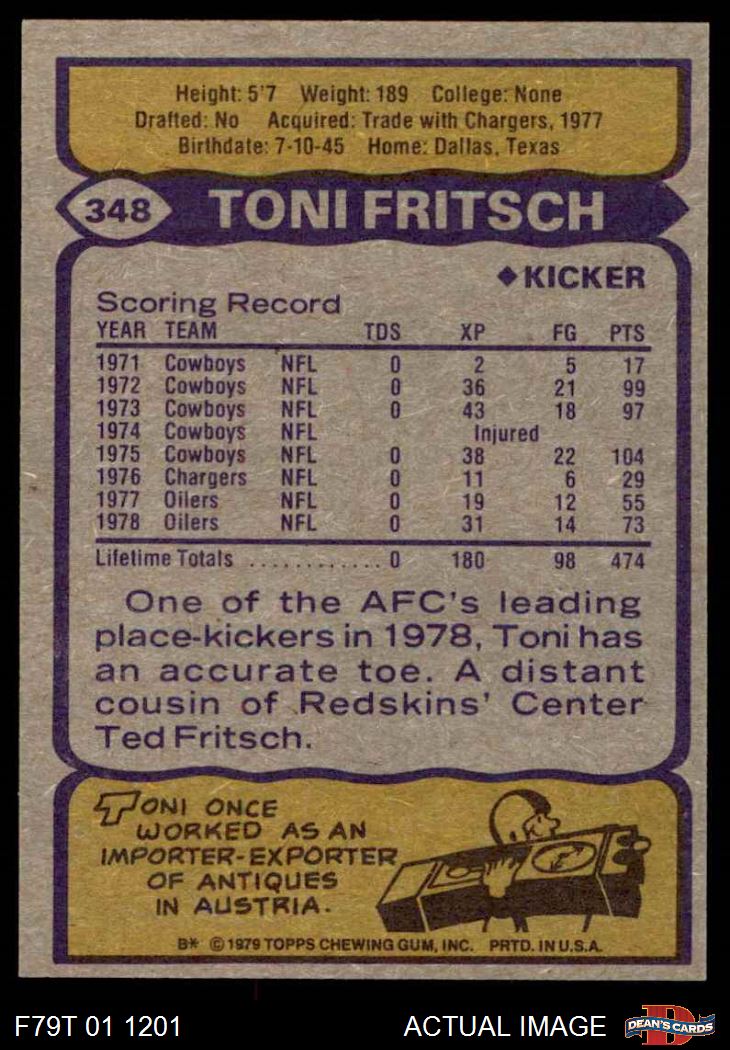 Height: 5'7 Weight: 189 College: None
Drafted: No Acquired: Trade with Chargers, 1977
Birthdate: 7-10-45 Home: Dallas, Texas
348 TONI FRITSCH
◆KICKER
Scoring Record
YEAR TEAM TDS XP FG PTS
1971 Cowboys NFL 0 2 5 17
1972 Cowboys NFL 0 36 21 99
1973 Cowboys NFL 0 43 18 97
1974 Cowboys NFL Injured
1975 Cowboys NFL 0 38 22 104
1976 Chargers NFL 0 11 6 29
1977 Oilers NFL 0 19 12 55
1978 Oilers NFL 0 31 14 73
Lifetime Totals ............ 0 180 98 474
One of the AFC's leading
place-kickers in 1978, Toni has
an accurate toe. A distant
cousin of Redskins' Center
Ted Fritsch.
TONI ONCE
WORKED AS AN
IMPORTER-EXPORTER
OF ANTIQUES
IN AUSTRIA.
B* © 1979 TOPPS CHEWING GUM, INC. PRTD. IN U.S.A.
F79T 01 1201 ACTUAL IMAGE D DEAN'S CARDS